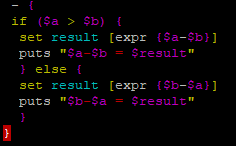 - {
if ($a > $b) {
set result [expr {$a-$b}]
puts "$a-$b = $result"
} else {
set result [expr {$b-$a}]
puts "$b-$a = $result"
}
}